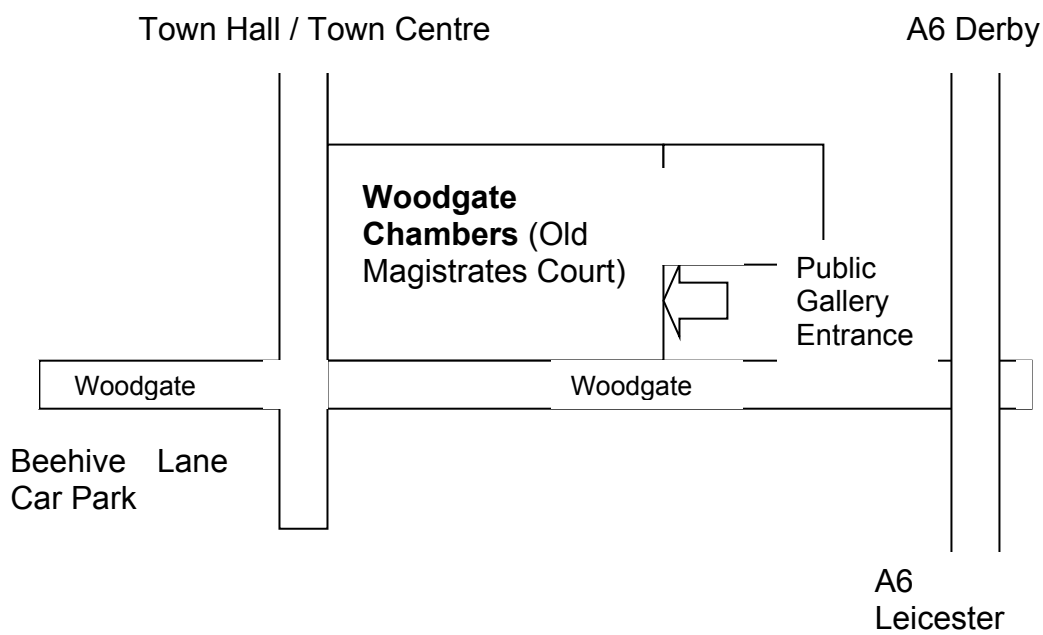 Town Hall / Town Centre
A6 Derby
Woodgate
Chambers (Old
Magistrates Court)
Public
Gallery
Entrance
Woodgate
Woodgate
Beehive Lane
Car Park
A6
Leicester